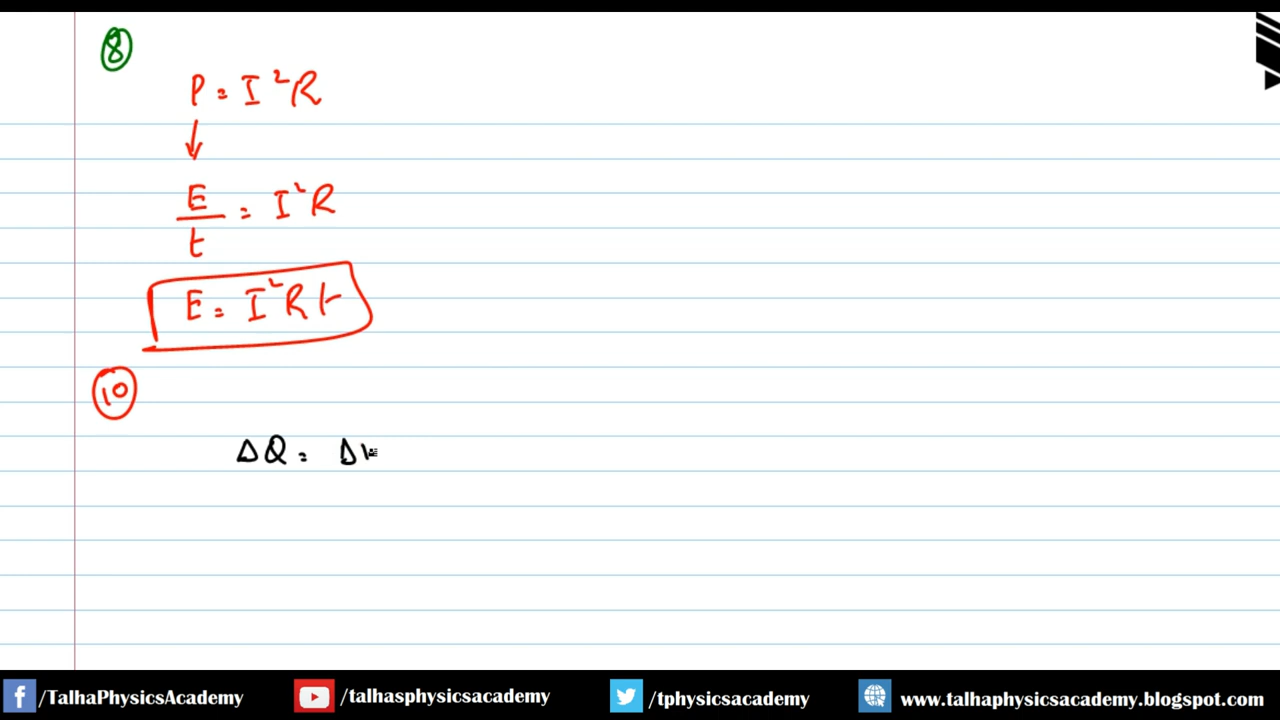 8
P = I²R
↓
E/t = I²R
E = I²Rt
10
ΔQ = Δ
/TalhaPhysicsAcademy /talhasphysicsacademy /tphysicsacademy www.talhaphysicsacademy.blogspot.com